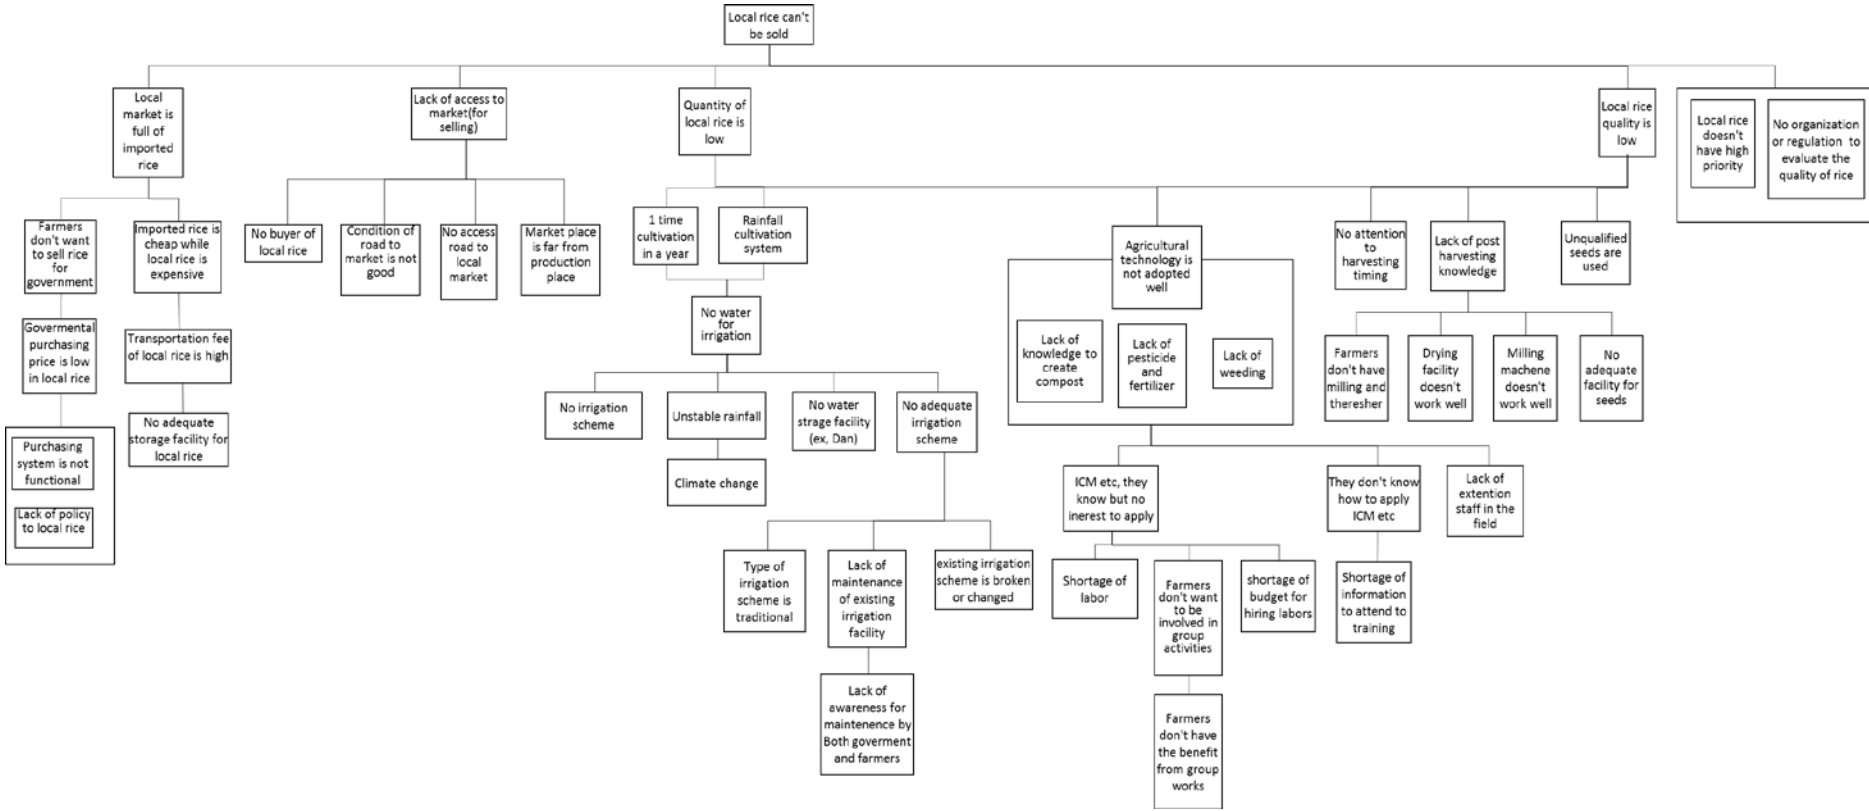 Local rice can't
be sold
Local
market is
full of
imported
rice
Lack of access to
market(for
selling)
Quantity of
local rice is
low
Local rice
quality is
low
Local rice
doesn't
have high
priority
No organization
or regulation to
evaluate the
quality of rice
Farmers
don't want
to sell rice
for
government
Imported rice is
cheap while
local rice is
expensive
No buyer of
local rice
Condition of
road to
market is not
good
No access
road to
local
market
Market place
is far from
production
place
1 time
cultivation
in a year
Rainfall
cultivation
system
Agricultural
technology is
not adopted
well
No attention
to
harvesting
timing
Lack of post
harvesting
knowledge
Unqualified
seeds are
used
Govermental
purchasing
price is low
in local rice
Transportation fee
of local rice is high
No water
for
irrigation
Lack of
knowledge to
create
compost
Lack of
pesticide
and
fertilizer
Lack of
weeding
Farmers
don't have
milling and
theresher
Drying
facility
doesn't
work well
Milling
machene
doesn't
work well
No
adequate
facility for
seeds
Purchasing
system is not
functional
Lack of policy
to local rice
No adequate
storage facility for
local rice
No irrigation
scheme
Unstable rainfall
No water
strage facility
(ex, Dan)
No adequate
irrigation
scheme
Climate change
ICM etc, they
know but no
inerest to apply
They don't know
how to apply
ICM etc
Lack of
extention
staff in the
field
Type of
irrigation
scheme is
traditional
Lack of
maintenance
of existing
irrigation
facility
existing irrigation
scheme is broken
or changed
Shortage of
labor
Farmers
don't want
to be
involved in
group
activities
shortage of
budget for
hiring labors
Shortage of
information
to attend to
training
Lack of
awareness for
maintenence by
Both goverment
and farmers
Farmers
don't have
the benefit
from group
works